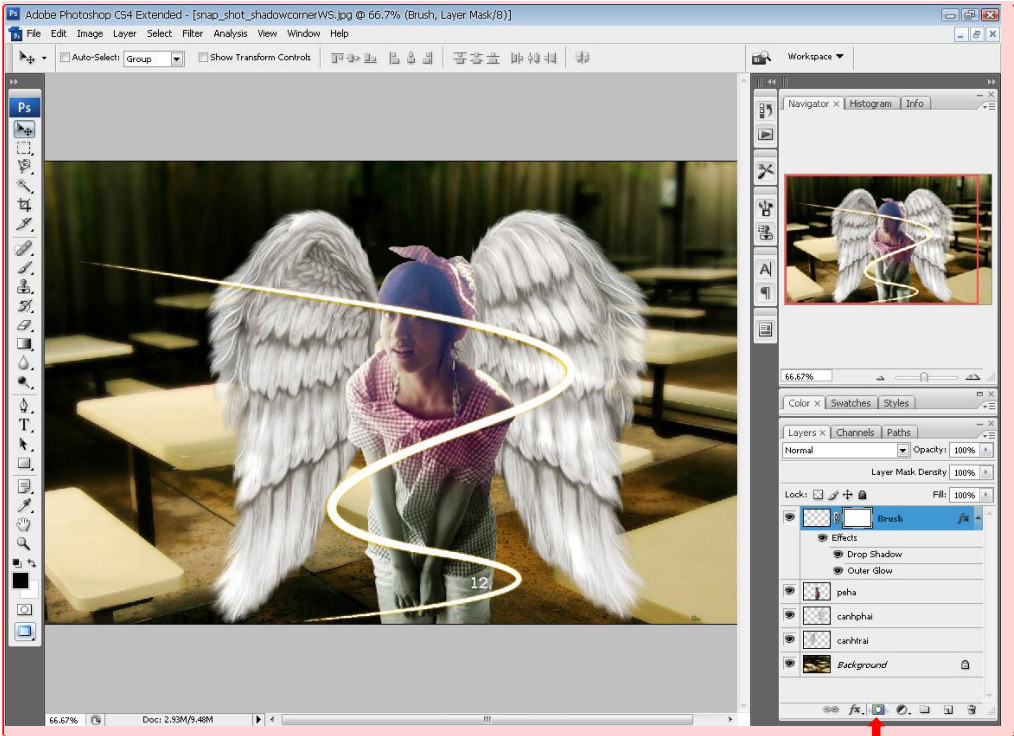 Adobe Photoshop CS4 Extended - [snap_shot_shadowcornerWS.jpg @ 66.7% (Brush, Layer Mask/8)]
File Edit Image Layer Select Filter Analysis View Window Help
Auto-Select: Group Show Transform Controls Workspace
Ps
Navigator × Histogram Info
66.67%
Color × Swatches Styles
Layers × Channels Paths
Normal Opacity: 100%
Layer Mask Density 100%
Lock: Fill: 100%
Brush fx
Effects
Drop Shadow
Outer Glow
peha
canhphai
canhtrai
Background
fx
12.
66.67% Doc: 2.93M/9.48M